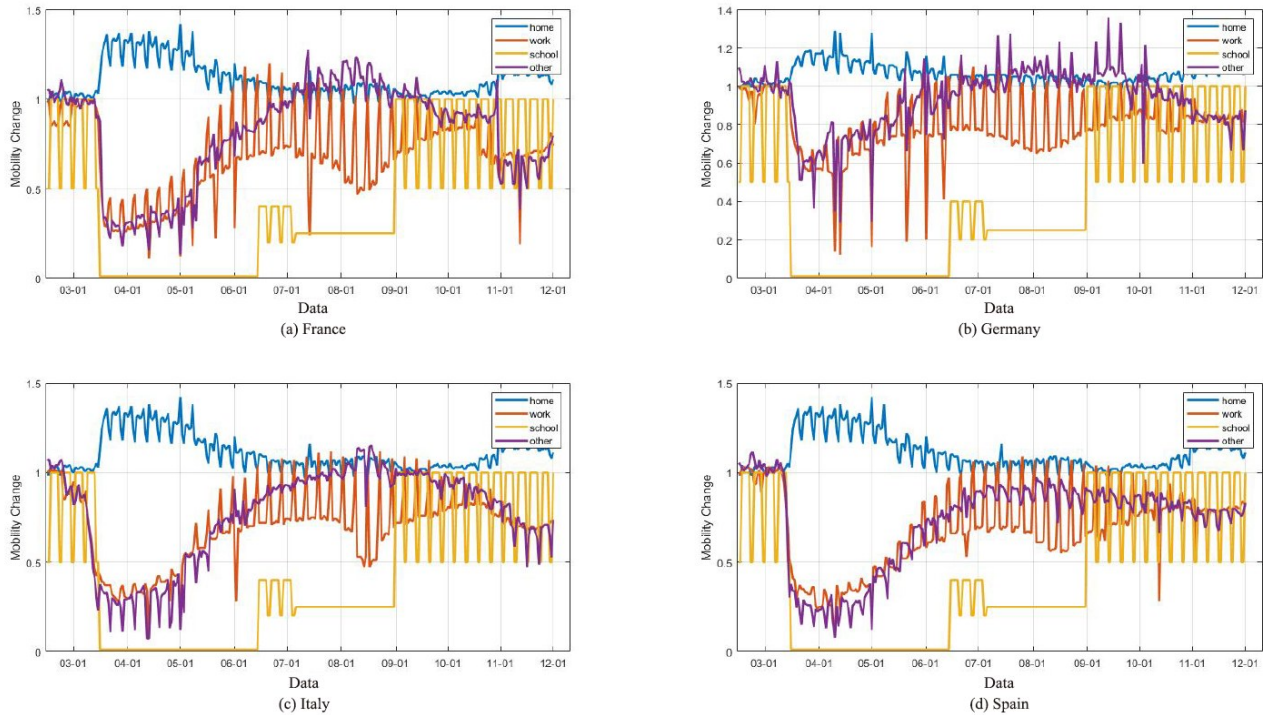 1.5
1
0.5
0
Mobility Change
home
work
school
other
03-01 04-01 05-01 06-01 07-01 08-01 09-01 10-01 11-01 12-01
Data
(a) France
1.4
1.2
1
0.8
0.6
0.4
0.2
0
Mobility Change
home
work
school
other
03-01 04-01 05-01 06-01 07-01 08-01 09-01 10-01 11-01 12-01
Data
(b) Germany
1.5
1
0.5
0
Mobility Change
home
work
school
other
03-01 04-01 05-01 06-01 07-01 08-01 09-01 10-01 11-01 12-01
Data
(c) Italy
1.5
1
0.5
0
Mobility Change
home
work
school
other
03-01 04-01 05-01 06-01 07-01 08-01 09-01 10-01 11-01 12-01
Data
(d) Spain